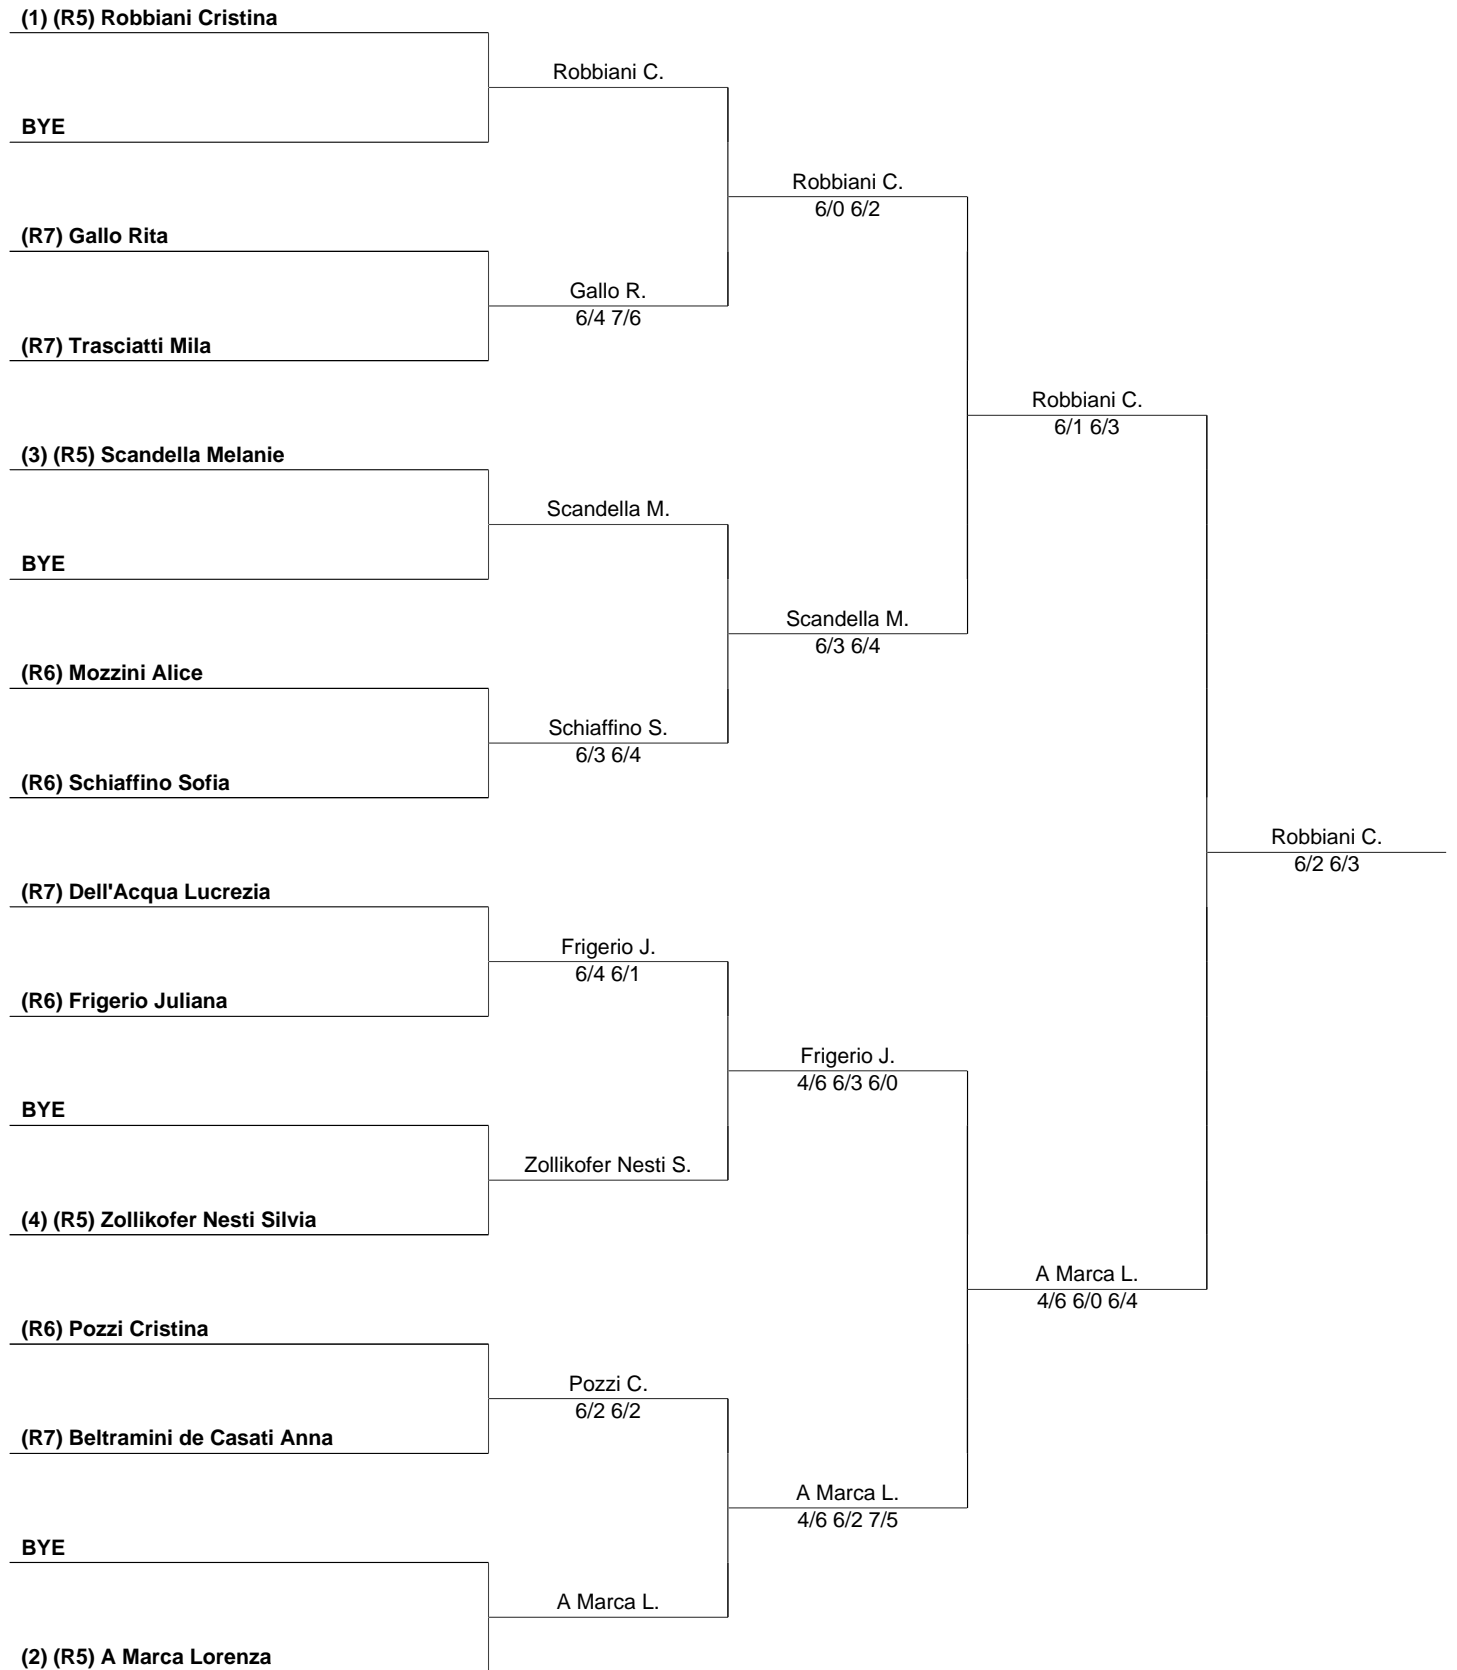 (1) (R5) Robbiani Cristina
Robbiani C.
BYE
Robbiani C.
6/0 6/2
(R7) Gallo Rita
Gallo R.
6/4 7/6
(R7) Trasciatti Mila
Robbiani C.
6/1 6/3
(3) (R5) Scandella Melanie
Scandella M.
BYE
Scandella M.
6/3 6/4
(R6) Mozzini Alice
Schiaffino S.
6/3 6/4
(R6) Schiaffino Sofia
Robbiani C.
6/2 6/3
(R7) Dell'Acqua Lucrezia
Frigerio J.
6/4 6/1
(R6) Frigerio Juliana
Frigerio J.
4/6 6/3 6/0
BYE
Zollikofer Nesti S.
(4) (R5) Zollikofer Nesti Silvia
A Marca L.
4/6 6/0 6/4
(R6) Pozzi Cristina
Pozzi C.
6/2 6/2
(R7) Beltramini de Casati Anna
A Marca L.
4/6 6/2 7/5
BYE
A Marca L.
(2) (R5) A Marca Lorenza